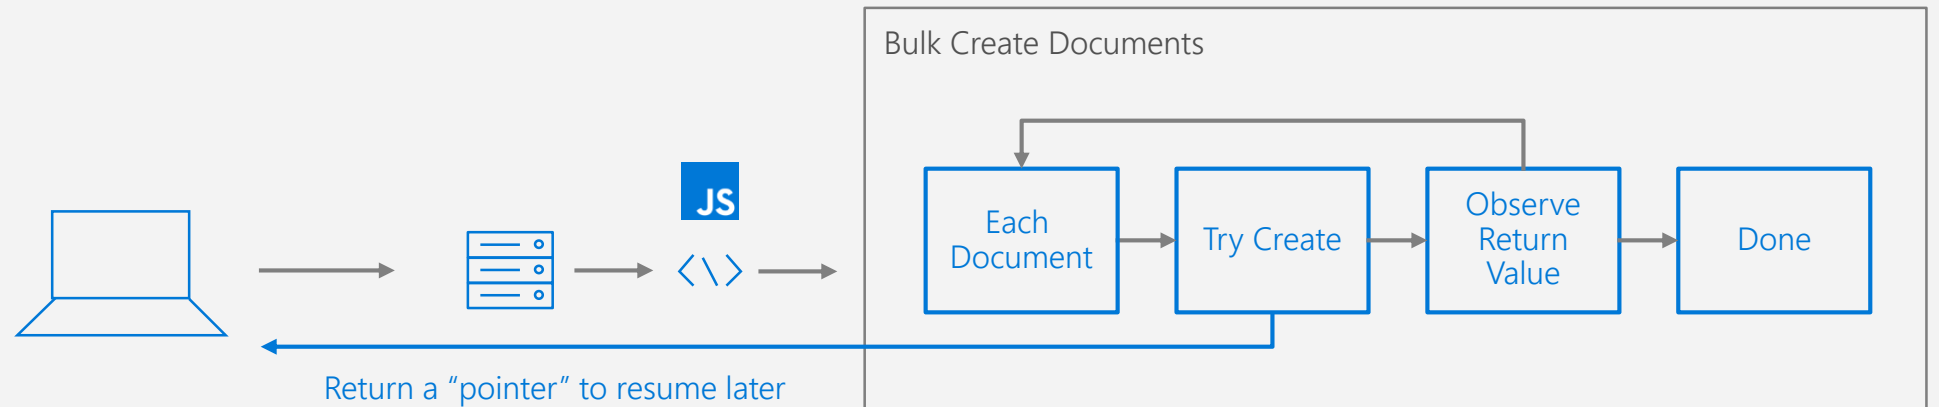 Bulk Create Documents
JS
Each
Document
Try Create
Observe
Return
Value
Done
Return a “pointer” to resume later